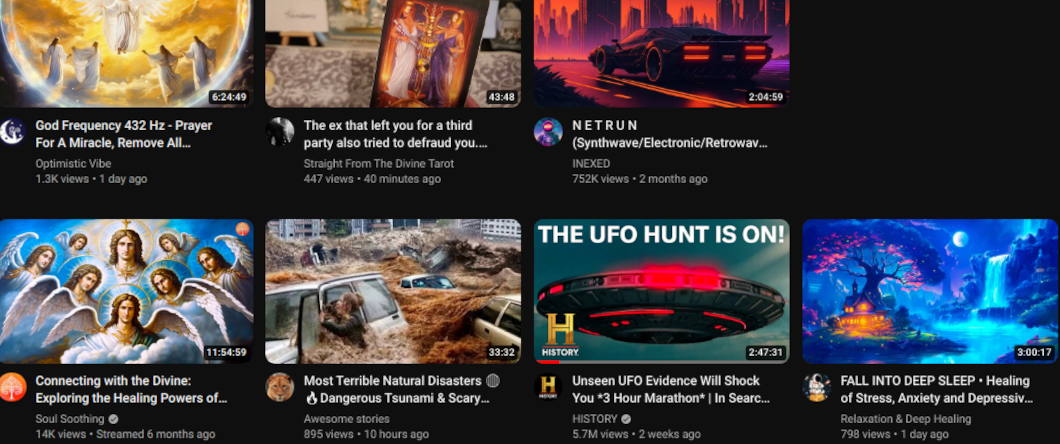 6:24:49
God Frequency 432 Hz - Prayer
For A Miracle, Remove All...
Optimistic Vibe
1.3K views • 1 day ago
43:48
The ex that left you for a third
party also tried to defraud you....
Straight From The Divine Tarot
447 views • 40 minutes ago
2:04:59
N E T R U N
(Synthwave/Electronic/Retrowav...
INEXED
752K views • 2 months ago
11:54:59
Connecting with the Divine:
Exploring the Healing Powers of...
Soul Soothing
14K views • Streamed 6 months ago
33:32
Most Terrible Natural Disasters 🌑
🔥Dangerous Tsunami & Scary...
Awesome stories
895 views • 10 hours ago
THE UFO HUNT IS ON!
H
HISTORY.
2:47:31
H
Unseen UFO Evidence Will Shock
You *3 Hour Marathon* | In Searc...
HISTORY
5.7M views • 2 weeks ago
3:00:17
FALL INTO DEEP SLEEP • Healing
of Stress, Anxiety and Depressiv...
Relaxation & Deep Healing
798 views • 1 day ago